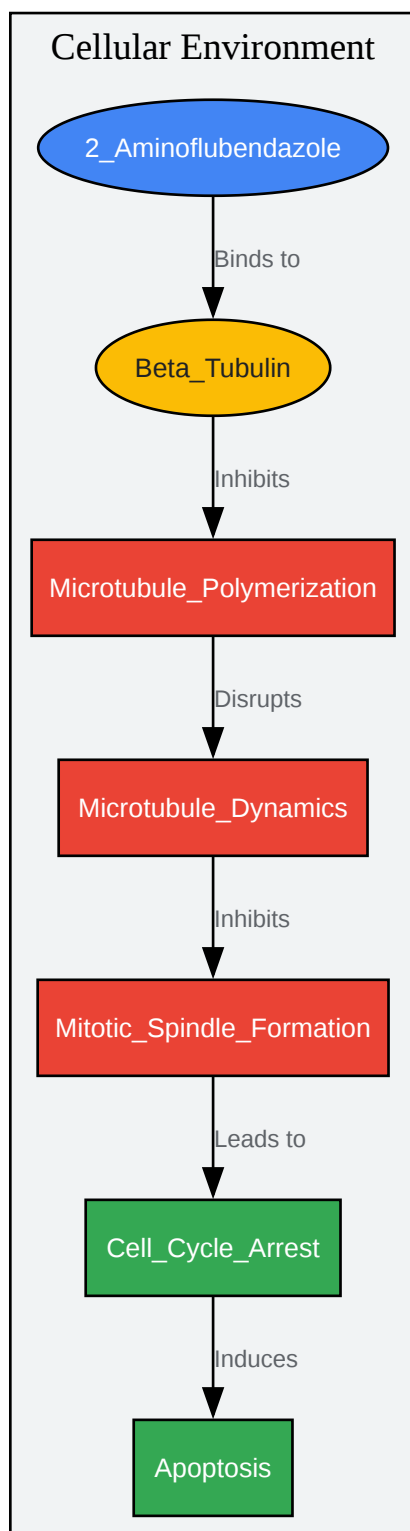 Cellular Environment
2_Aminoflubendazole
Binds to
Beta_Tubulin
Inhibits
Microtubule_Polymerization
Disrupts
Microtubule_Dynamics
Inhibits
Mitotic_Spindle_Formation
Leads to
Cell_Cycle_Arrest
Induces
Apoptosis